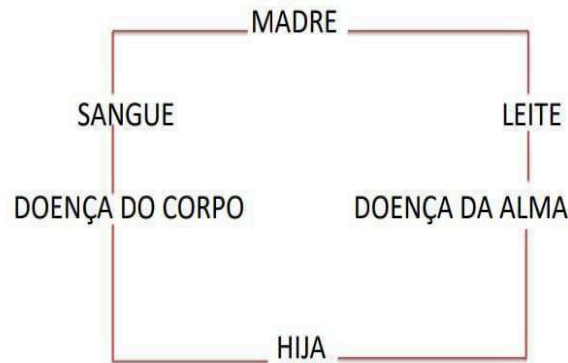 MADRE
SANGUE LEITE
DOENÇA DO CORPO DOENÇA DA ALMA
HIJA